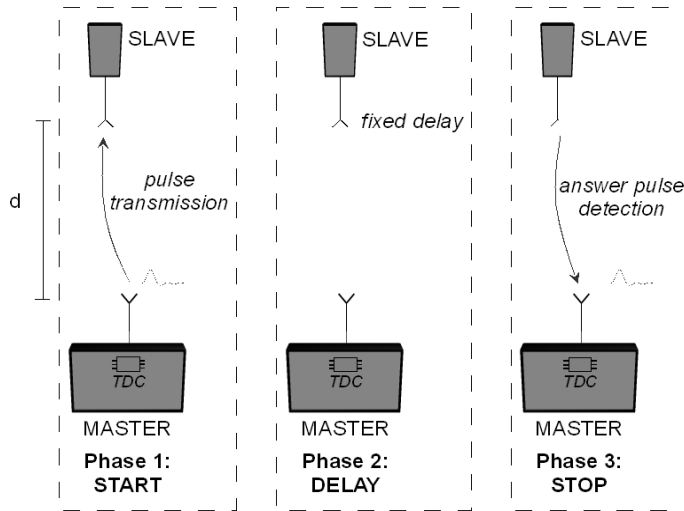 SLAVE
d
pulse
transmission
TDC
MASTER
Phase 1:
START
SLAVE
fixed delay
TDC
MASTER
Phase 2:
DELAY
SLAVE
answer pulse
detection
TDC
MASTER
Phase 3:
STOP